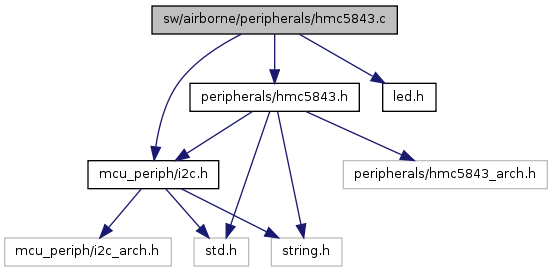 sw/airborne/peripherals/hmc5843.c
peripherals/hmc5843.h
led.h
mcu_periph/i2c.h
peripherals/hmc5843_arch.h
mcu_periph/i2c_arch.h
std.h
string.h